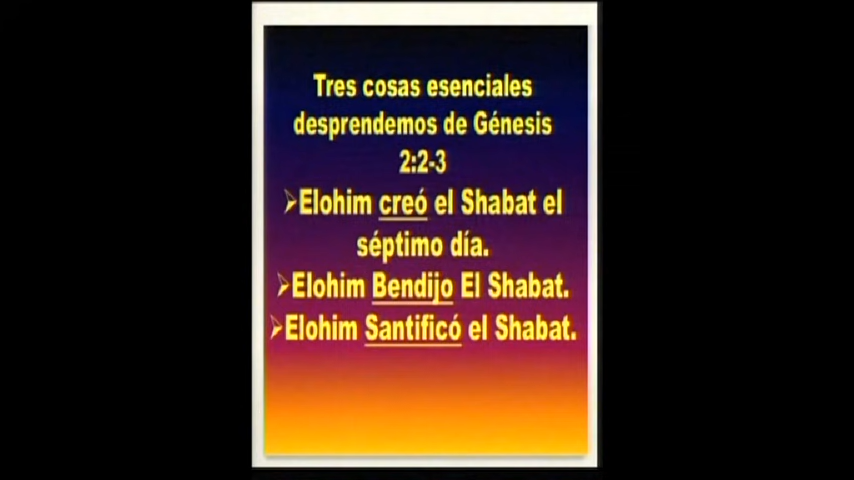 Tres cosas esenciales
desprendemos de Génesis
2:2-3
➢Elohim creó el Shabat el
séptimo día.
➢Elohim Bendijo El Shabat.
➢Elohim Santificó el Shabat.